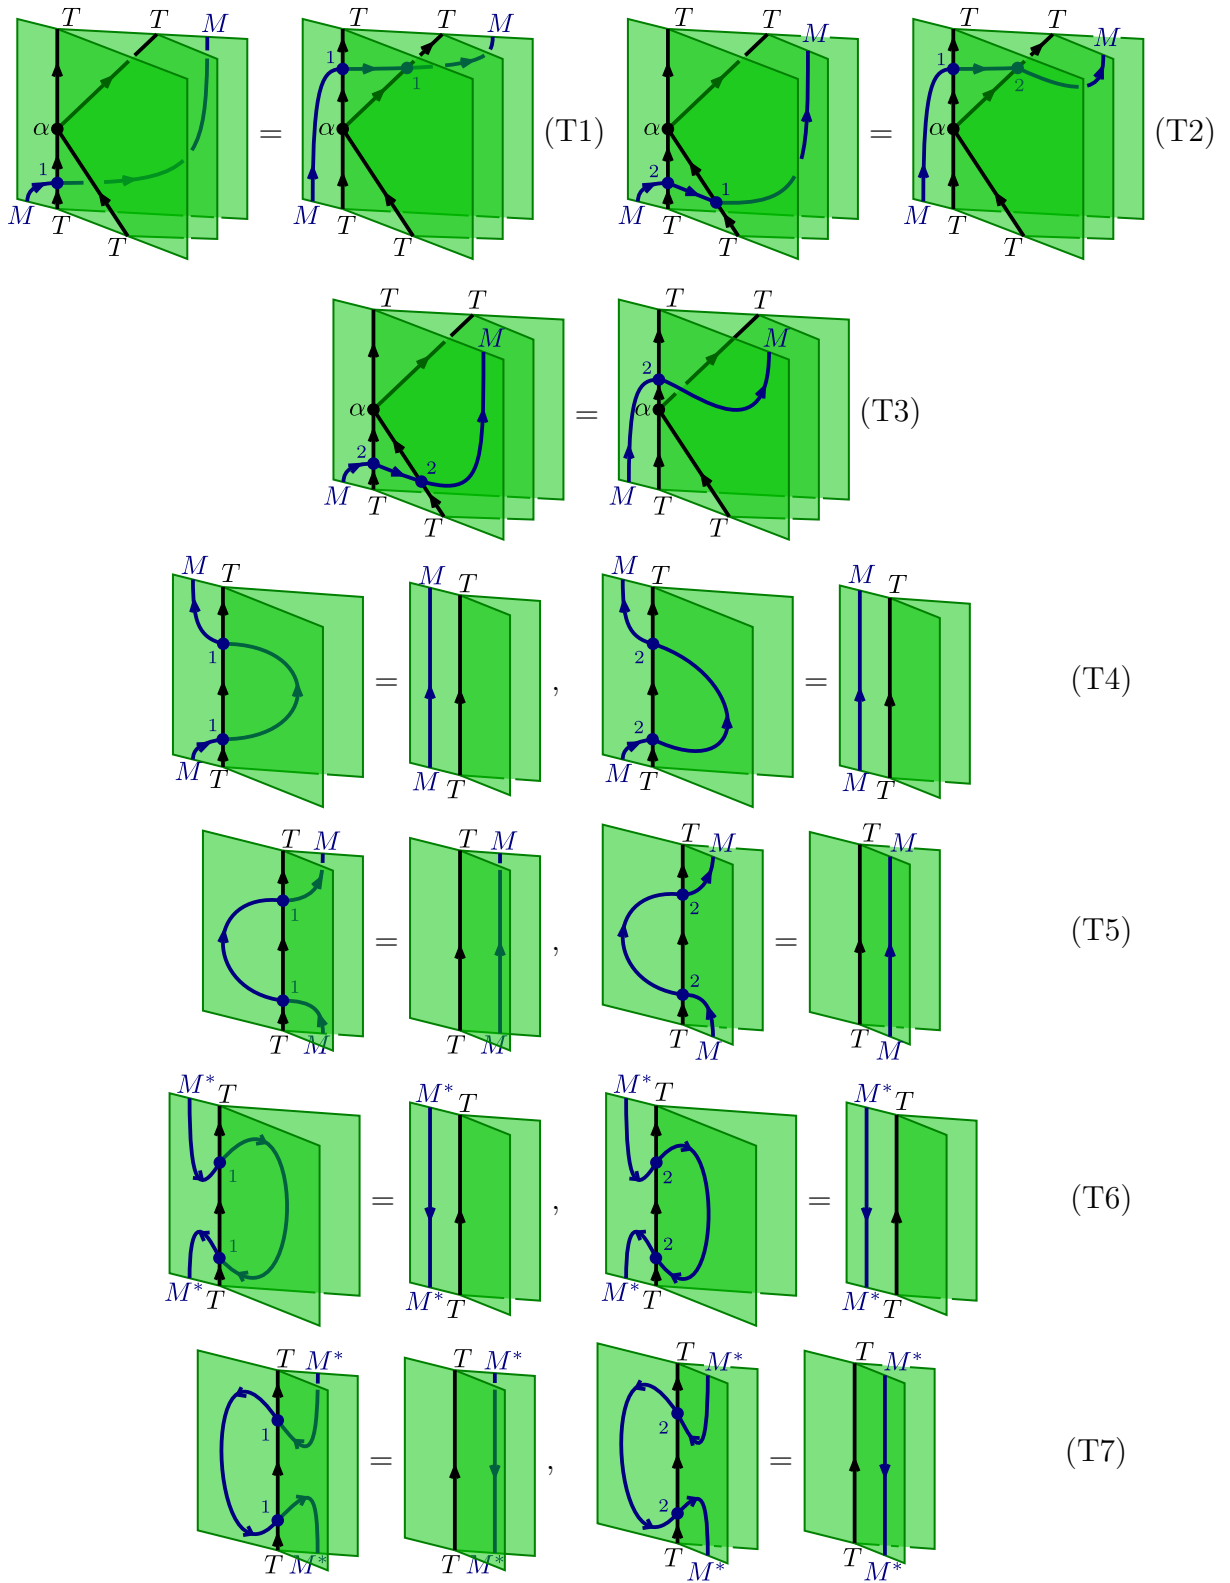 T T M T T M T T M T T M
1 1 1 2
α = α (T1) α = α (T2)
1 2 1
M T T M T T M T T M T T
T T M T T M
2
α = α (T3)
2 2
M T T M T T
M T M T M T M T
1 2
= , = (T4)
1 2
M T M T M T M T
T M T M T M T M
1 2
= , = (T5)
1 2
T M T M T M T M
M* T M* T M* T M* T
1 2
= , = (T6)
1 2
M* T M* T M* T M* T
T M* T M* T M* T M*
1 2
= , = (T7)
1 2
T M* T M* T M* T M*